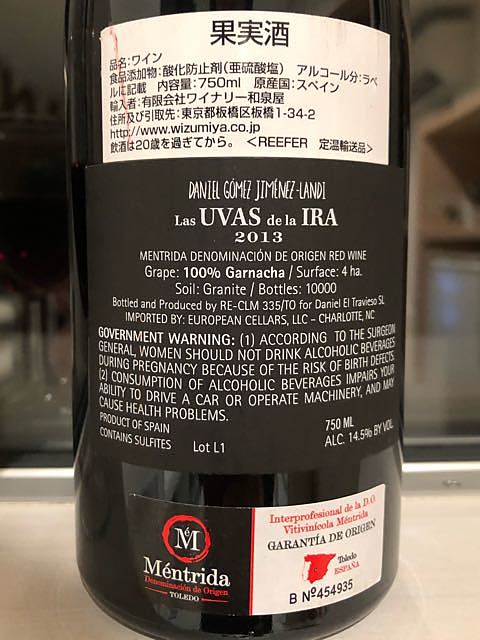 果実酒
品名:ワイン
食品添加物:酸化防止剤(亜硫酸塩) アルコール分:ラベ
ルに記載 内容量:750ml 原産国:スペイン
輸入者:有限会社ワイナリー和泉屋
住所及び引取先:東京都板橋区板橋1-34-2
http://www.wizumiya.co.jp
飲酒は20歳を過ぎてから。 <REEFER 定温輸送品>
DANIEL GÓMEZ JIMÉNEZ-LANDI
Las UVAS de la IRA
2013
MENTRIDA DENOMINACIÓN DE ORIGEN RED WINE
Grape: 100% Garnacha / Surface: 4 ha.
Soil: Granite / Bottles: 10000
Bottled and Produced by RE-CLM 335/TO for Daniel El Travieso SL
IMPORTED BY: EUROPEAN CELLARS, LLC – CHARLOTTE, NC
GOVERNMENT WARNING: (1) ACCORDING TO THE SURGEON
GENERAL, WOMEN SHOULD NOT DRINK ALCOHOLIC BEVERAGES
DURING PREGNANCY BECAUSE OF THE RISK OF BIRTH DEFECTS.
(2) CONSUMPTION OF ALCOHOLIC BEVERAGES IMPAIRS YOUR
ABILITY TO DRIVE A CAR OR OPERATE MACHINERY, AND MAY
CAUSE HEALTH PROBLEMS.
PRODUCT OF SPAIN
CONTAINS SULFITES Lot L1
750 ML
ALC. 14.5% BY VOL
M
Méntrida
Denominación de Origen
TOLEDO
Interprofesional de la D.O.
Vitivinícola Méntrida
GARANTÍA DE ORIGEN
Toledo
ESPAÑA
B Nº454935